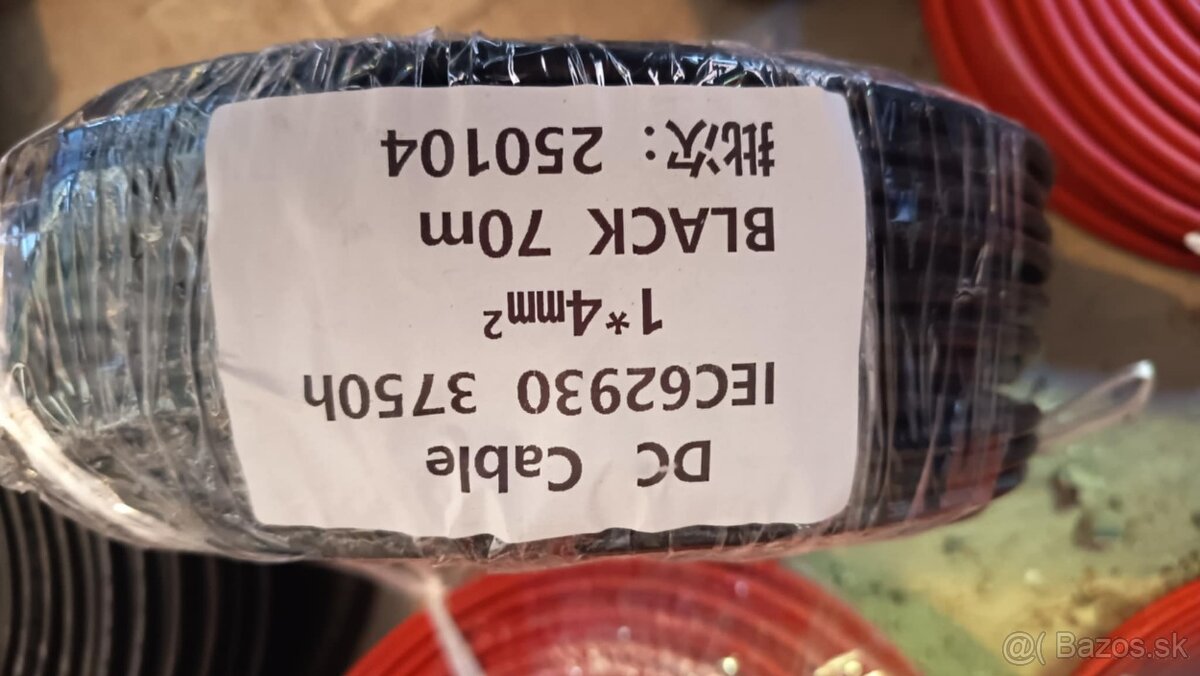 DC Cable
IEC62930 3750h
1*4mm²
BLACK 70m
批次: 250104
@( Bazos.sk